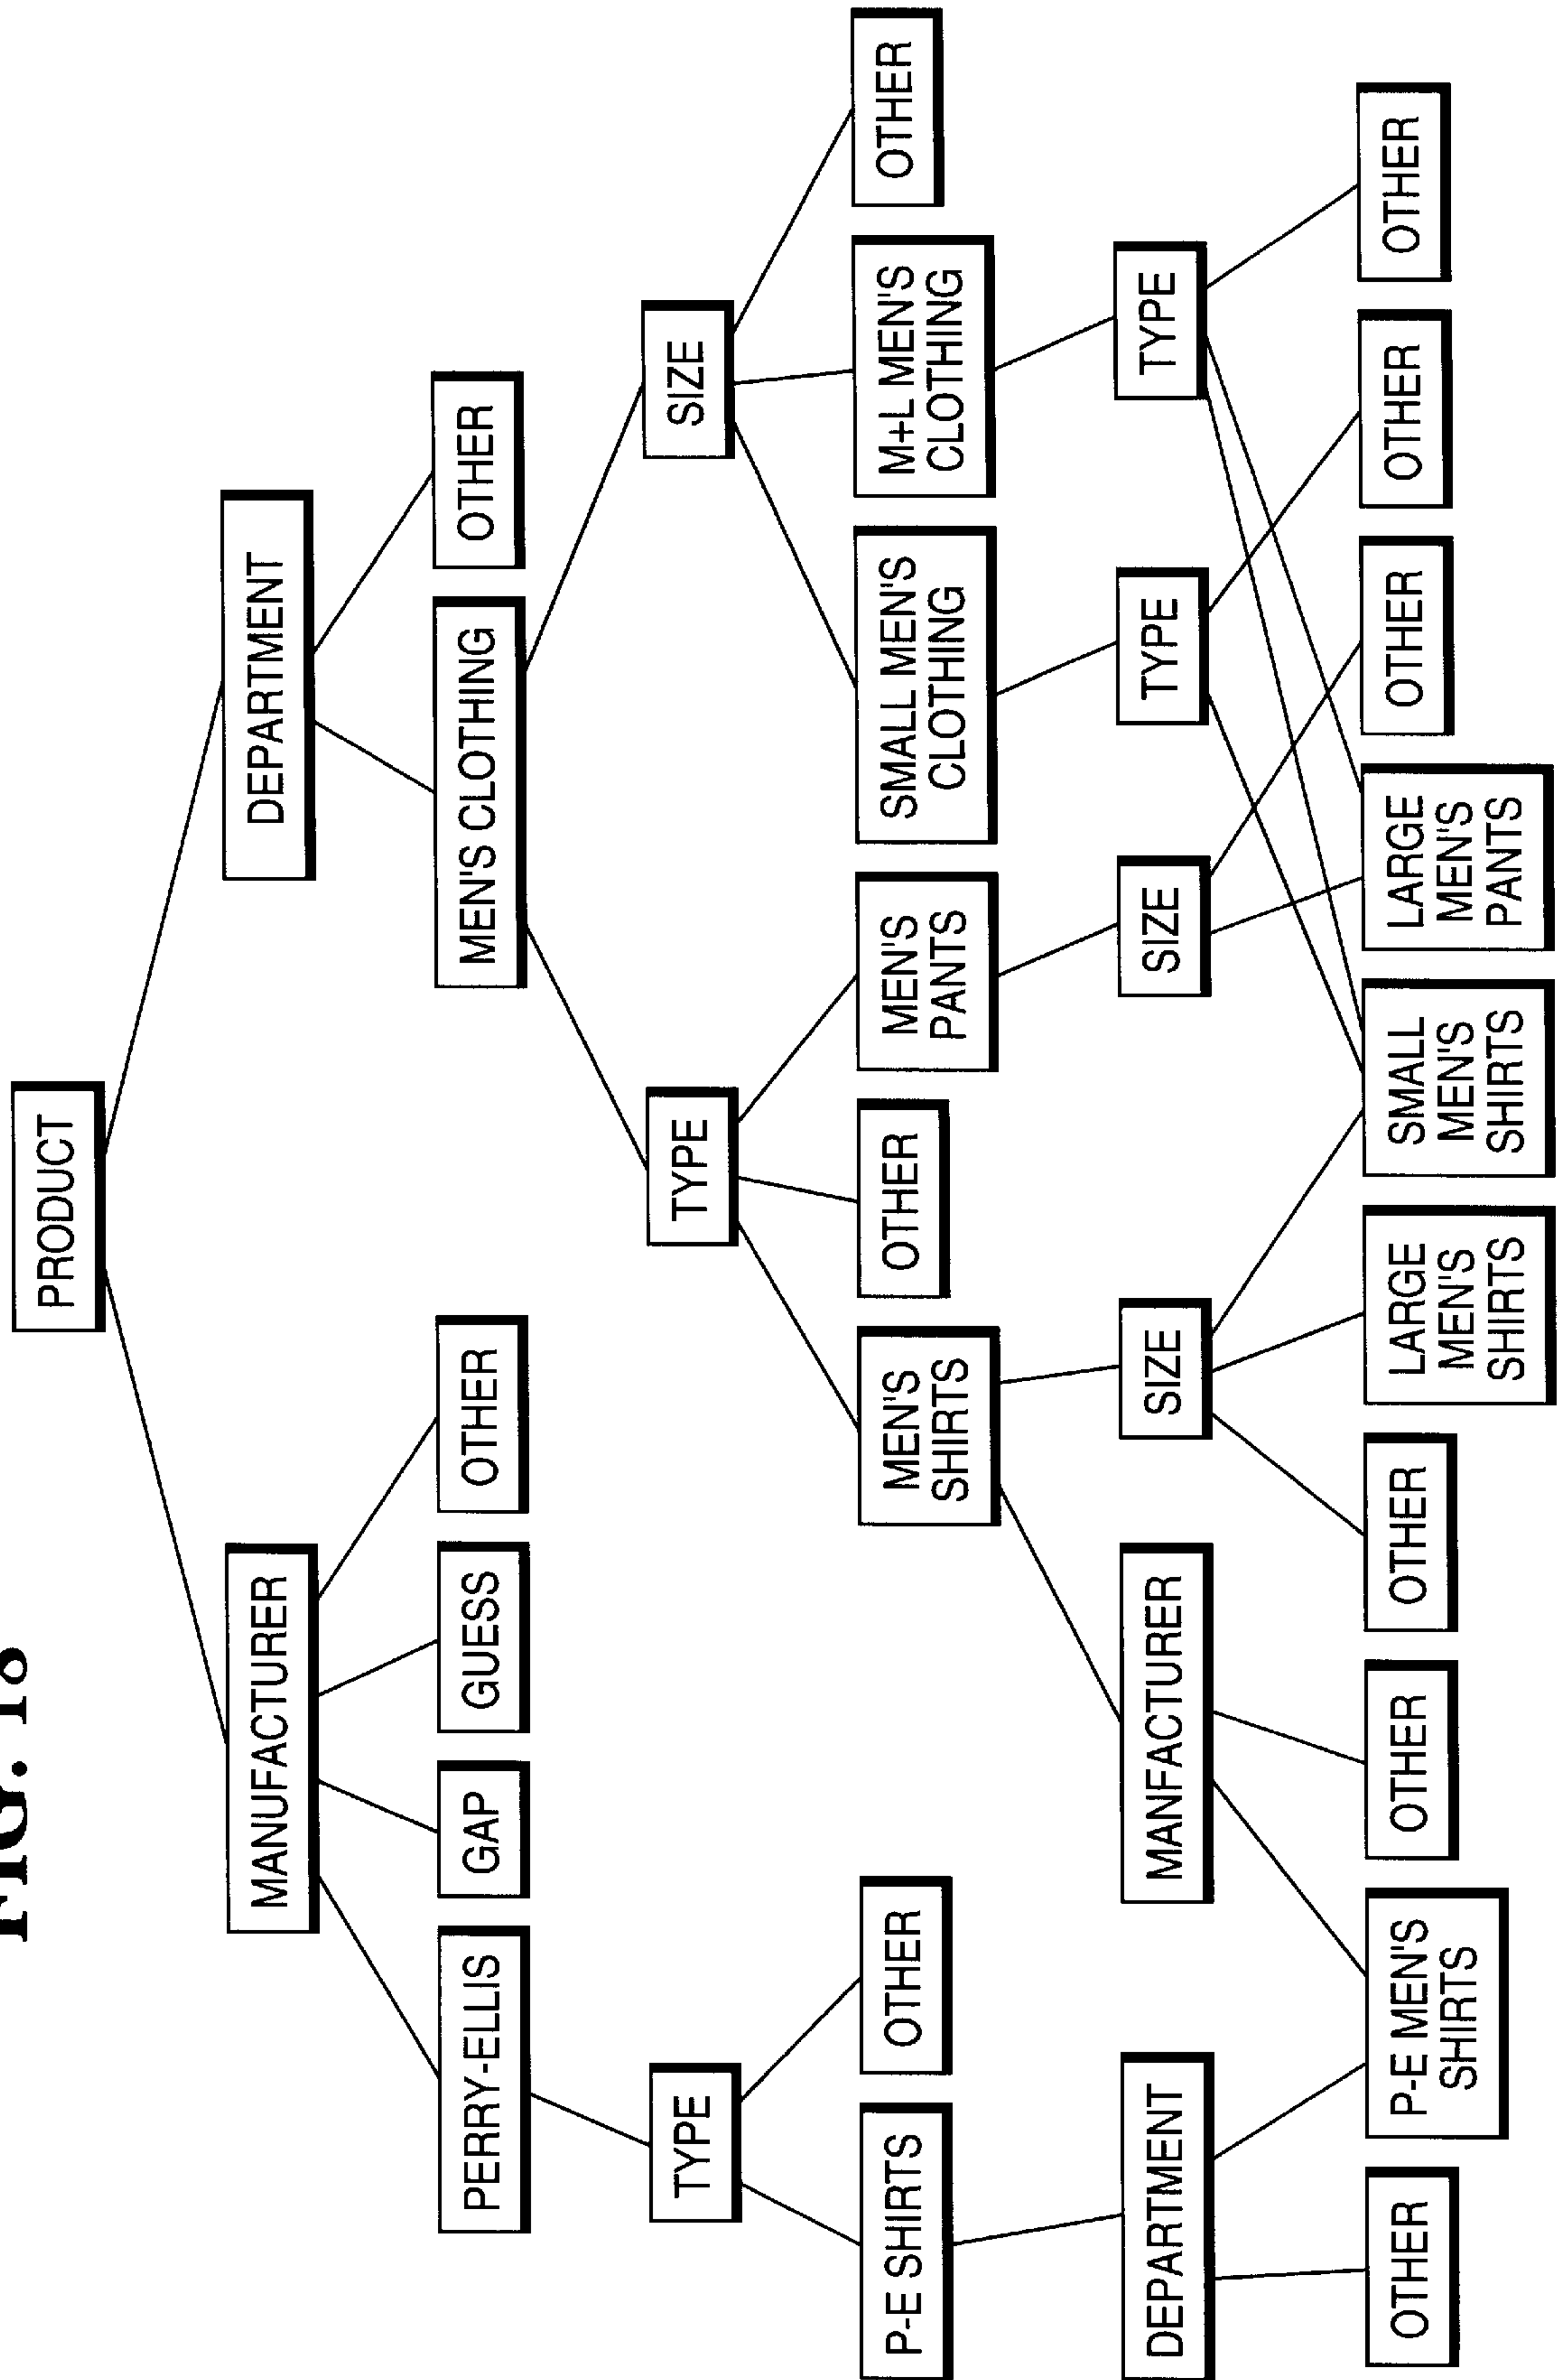 FIG. 18
PRODUCT
MANUFACTURER
DEPARTMENT
PERRY-ELLIS
GAP
GUESS
OTHER
MEN'S CLOTHING
OTHER
TYPE
TYPE
SIZE
P-E SHIRTS
OTHER
MEN'S
SHIRTS
OTHER
MEN'S
PANTS
SMALL MEN'S
CLOTHING
M+L MEN'S
CLOTHING
OTHER
DEPARTMENT
MANFACTURER
SIZE
SIZE
TYPE
TYPE
OTHER
P-E MEN'S
SHIRTS
OTHER
OTHER
LARGE
MEN'S
SHIRTS
SMALL
MEN'S
SHIRTS
LARGE
MEN'S
PANTS
OTHER
OTHER
OTHER